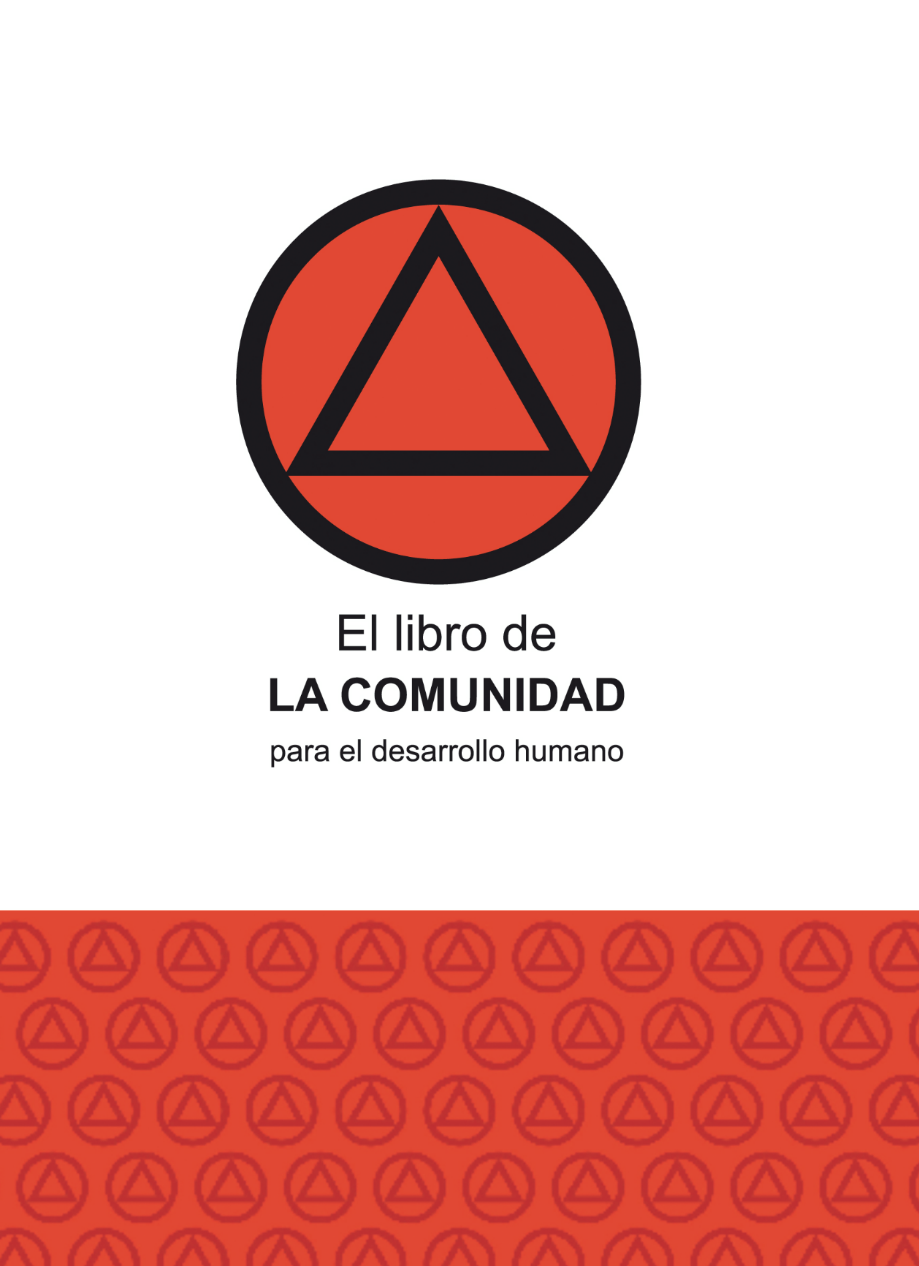 El libro de
LA COMUNIDAD
para el desarrollo humano